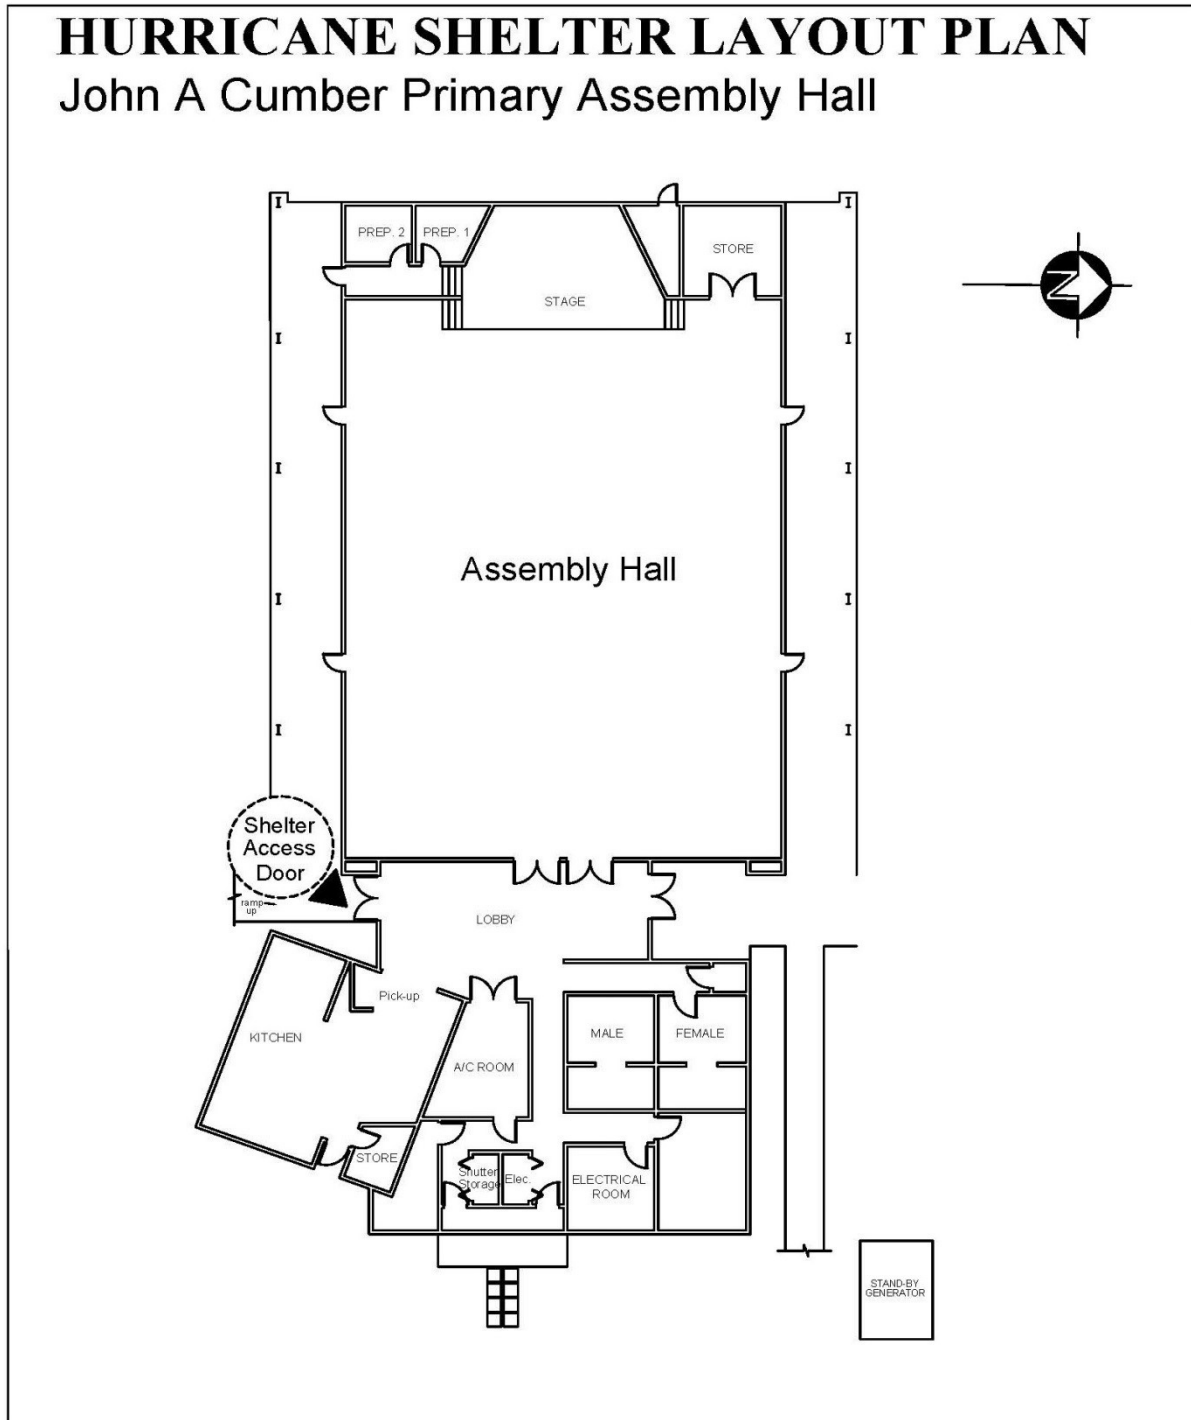 HURRICANE SHELTER LAYOUT PLAN
John A Cumber Primary Assembly Hall
PREP. 2
PREP. 1
STORE
STAGE
N
Assembly Hall
Shelter
Access
Door
ramp
up
LOBBY
Pick-up
KITCHEN
MALE
FEMALE
A/C ROOM
STORE
Shutter
Storage
Elec.
ELECTRICAL
ROOM
STAND-BY
GENERATOR